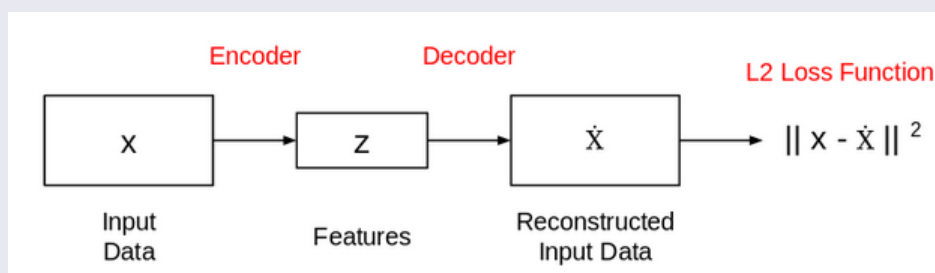 Encoder
Decoder
L2 Loss Function
x
z
Ẋ
|| x - Ẋ || ²
Input
Data
Features
Reconstructed
Input Data